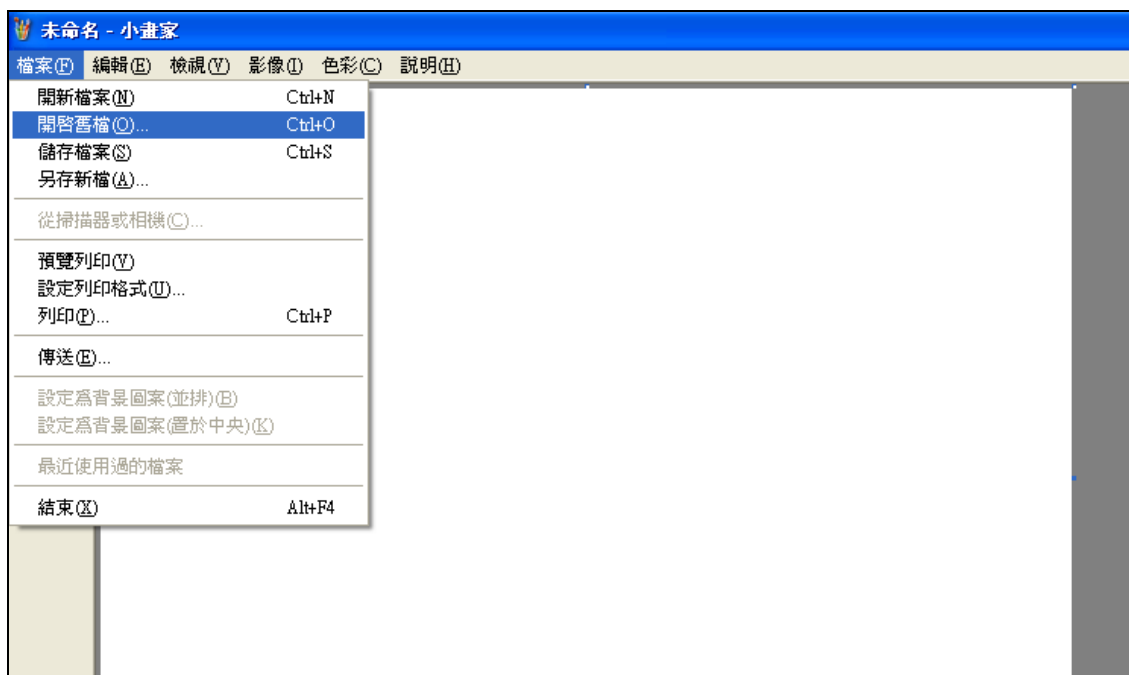 未命名 - 小畫家
檔案(F) 編輯(E) 檢視(V) 影像(I) 色彩(C) 說明(H)
開新檔案(N) Ctrl+N
開啓舊檔(O)... Ctrl+O
儲存檔案(S) Ctrl+S
另存新檔(A)...
從掃描器或相機(C)...
預覽列印(V)
設定列印格式(U)...
列印(P)... Ctrl+P
傳送(E)...
設定爲背景圖案(並排)(B)
設定爲背景圖案(置於中央)(K)
最近使用過的檔案
結束(X) Alt+F4